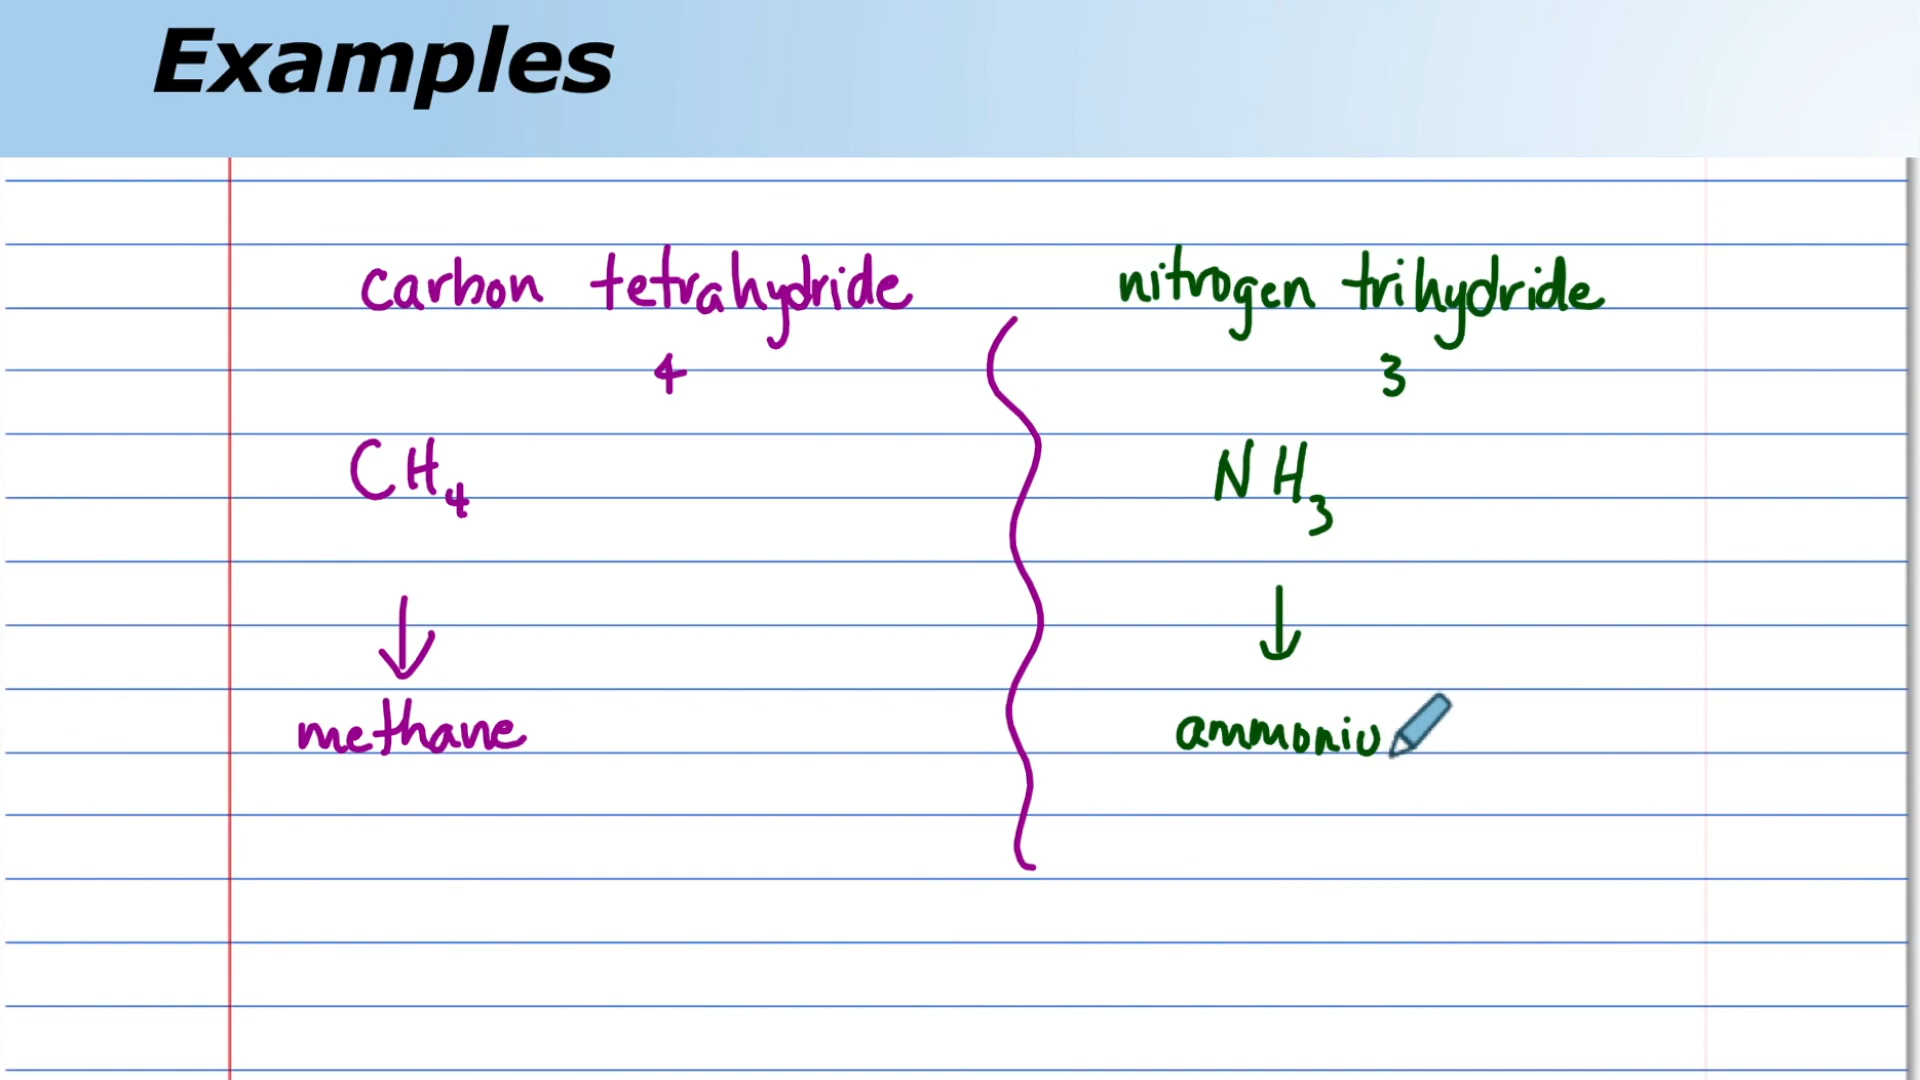 Examples
carbon tetrahydride
4
CH₄
methane
nitrogen trihydride
3
NH₃
ammoniu